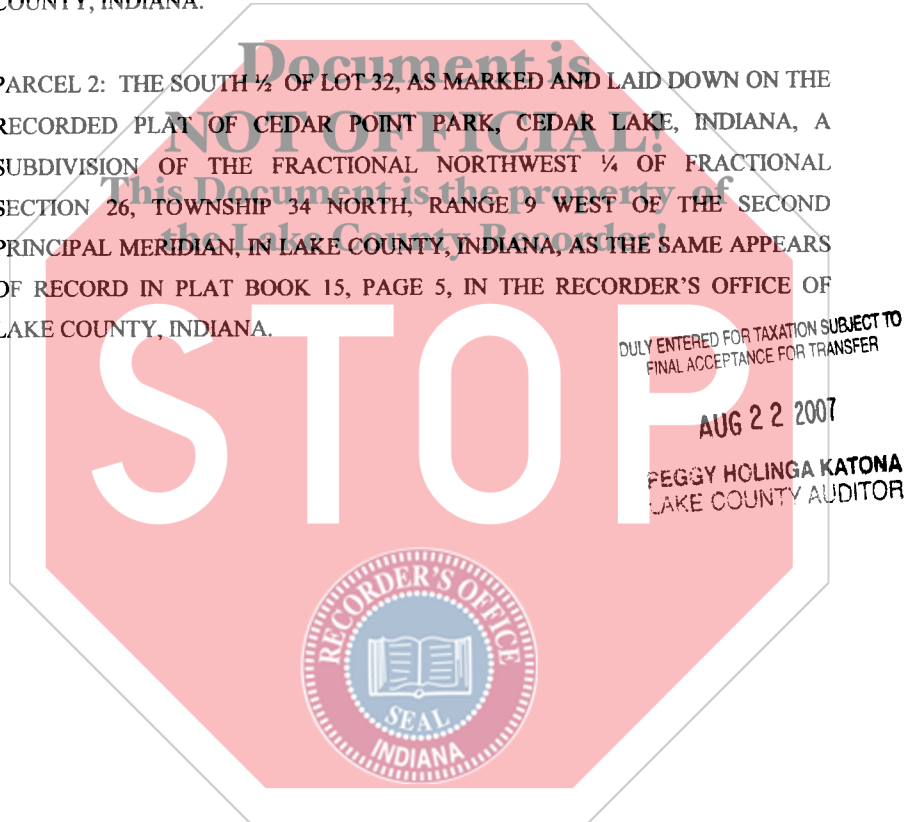 COUNTY, INDIANA.
Document is
PARCEL 2: THE SOUTH ½ OF LOT 32, AS MARKED AND LAID DOWN ON THE
NOT OFFICIAL!
RECORDED PLAT OF CEDAR POINT PARK, CEDAR LAKE, INDIANA, A
SUBDIVISION OF THE FRACTIONAL NORTHWEST ¼ OF FRACTIONAL
This Document is the property of
SECTION 26, TOWNSHIP 34 NORTH, RANGE 9 WEST OF THE SECOND
the Lake County Recorder!
PRINCIPAL MERIDIAN, IN LAKE COUNTY, INDIANA, AS THE SAME APPEARS
OF RECORD IN PLAT BOOK 15, PAGE 5, IN THE RECORDER'S OFFICE OF
LAKE COUNTY, INDIANA.
DULY ENTERED FOR TAXATION SUBJECT TO
FINAL ACCEPTANCE FOR TRANSFER
AUG 22 2007
PEGGY HOLINGA KATONA
LAKE COUNTY AUDITOR
STOP
RECORDER'S OFFICE
SEAL
INDIANA